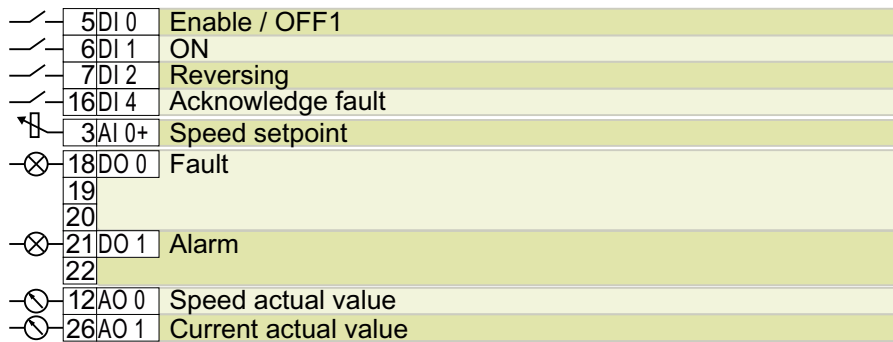 5 DI 0 Enable / OFF1
6 DI 1 ON
7 DI 2 Reversing
16 DI 4 Acknowledge fault
3 AI 0+ Speed setpoint
18 DO 0 Fault
19
20
21 DO 1 Alarm
22
12 AO 0 Speed actual value
26 AO 1 Current actual value